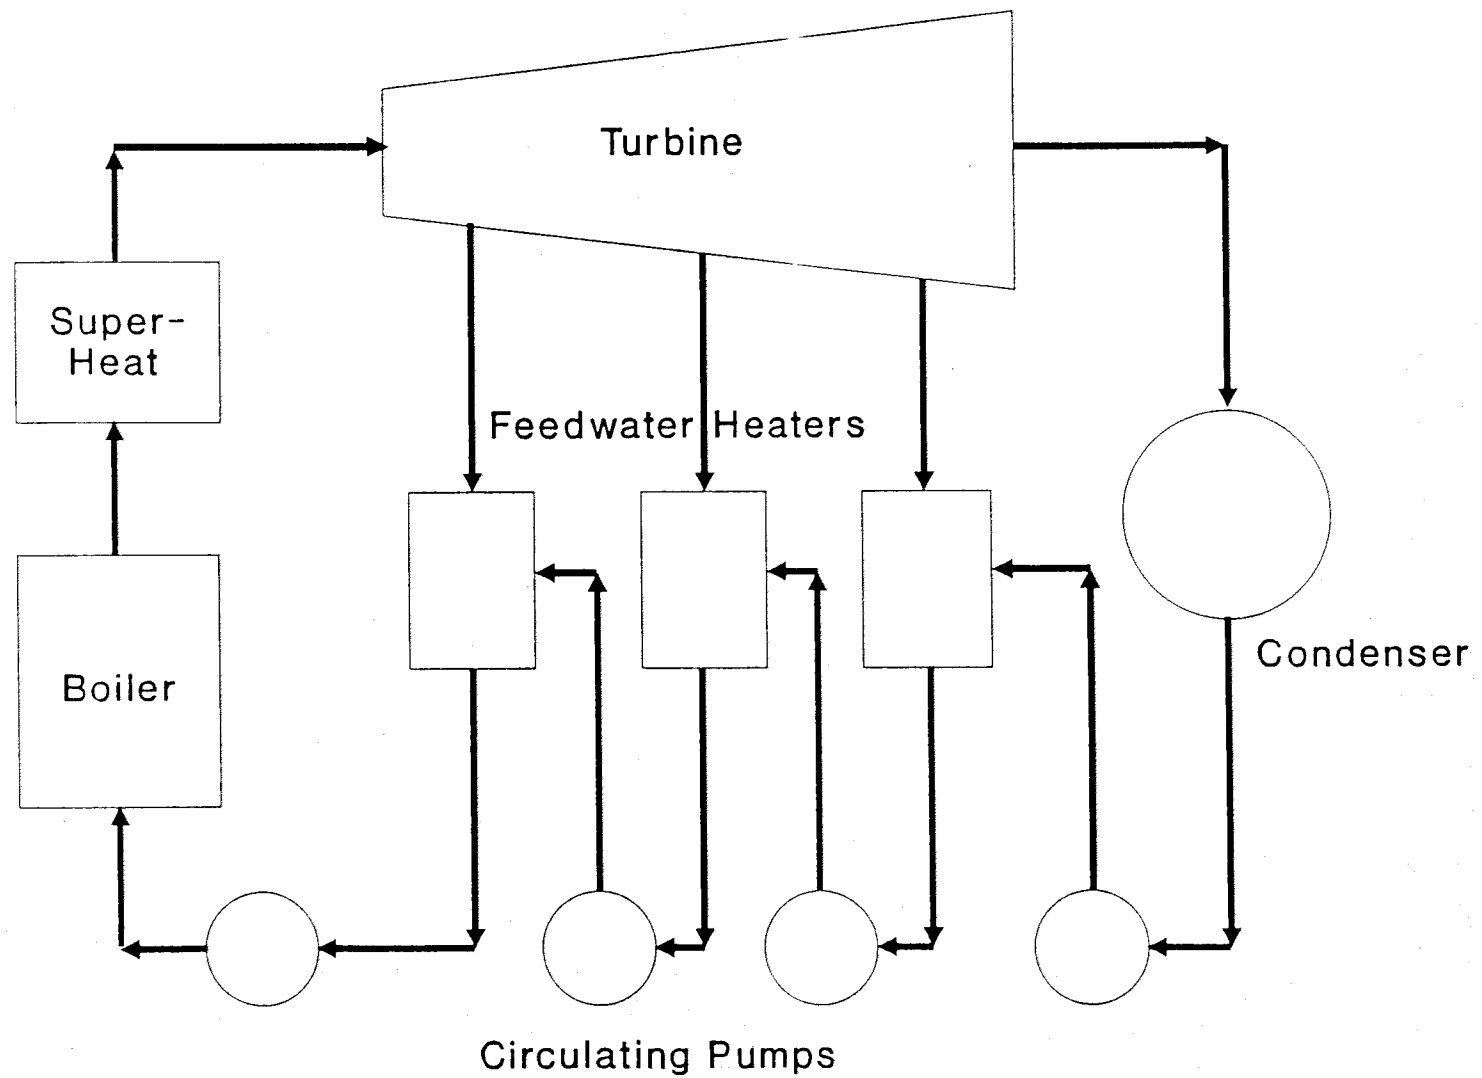 Turbine
Super-
Heat
Feedwater Heaters
Condenser
Boiler
Circulating Pumps